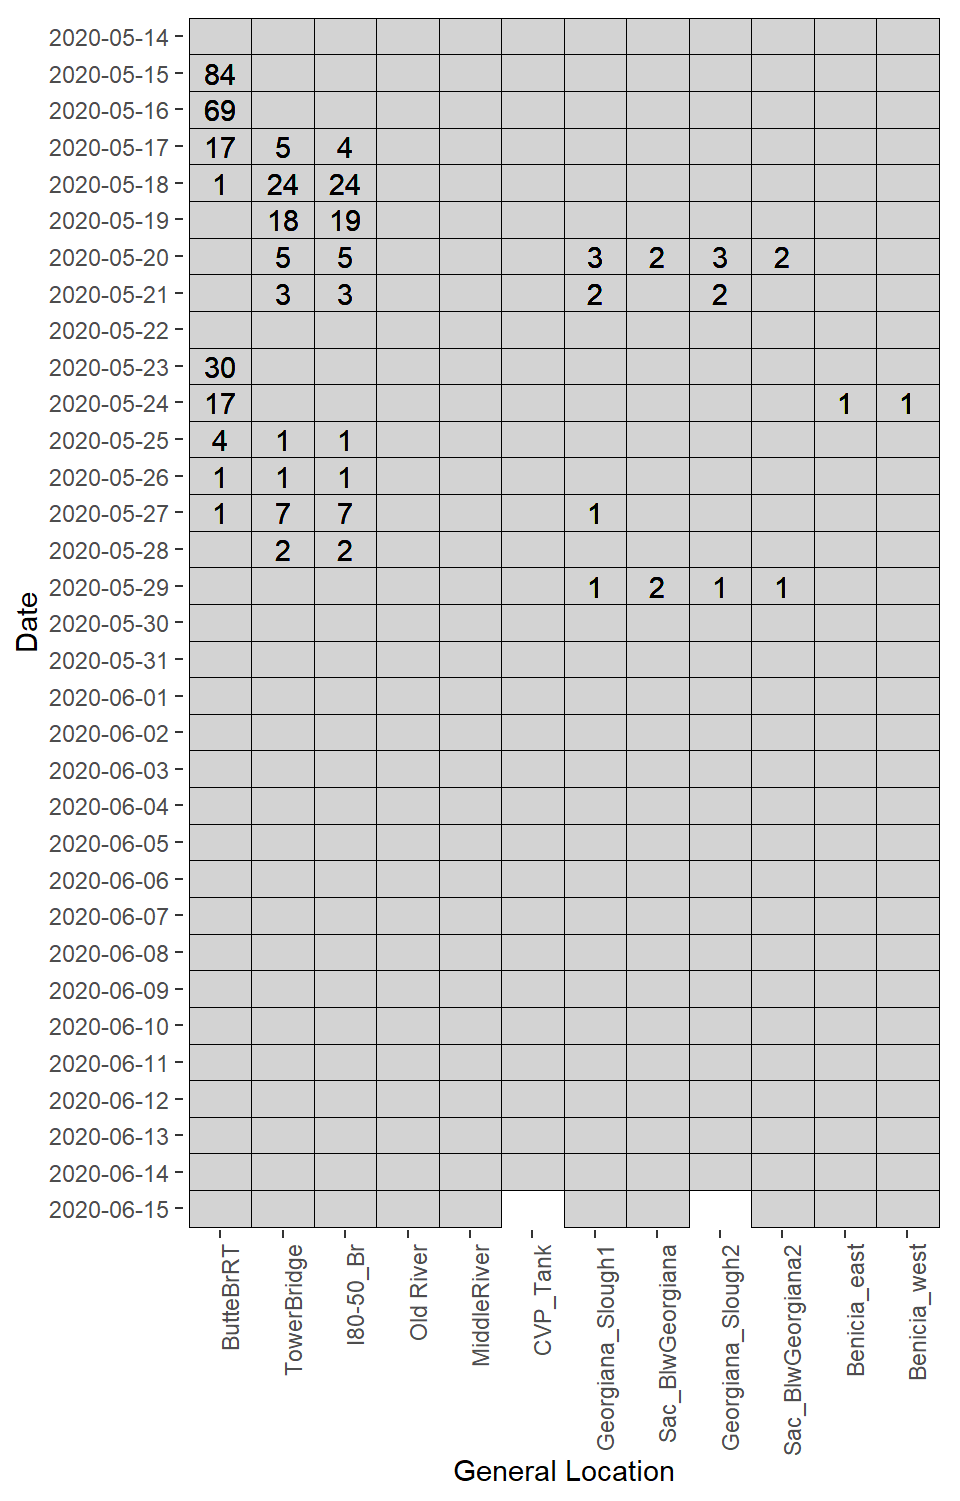 2020-05-14
2020-05-15 84
2020-05-16 69
2020-05-17 17 5 4
2020-05-18 1 24 24
2020-05-19 18 19
2020-05-20 5 5 3 2 3 2
2020-05-21 3 3 2 2
2020-05-22
2020-05-23 30
2020-05-24 17 1 1
2020-05-25 4 1 1
2020-05-26 1 1 1
2020-05-27 1 7 7 1
2020-05-28 2 2
2020-05-29 1 2 1 1
2020-05-30
2020-05-31
2020-06-01
2020-06-02
2020-06-03
2020-06-04
2020-06-05
2020-06-06
2020-06-07
2020-06-08
2020-06-09
2020-06-10
2020-06-11
2020-06-12
2020-06-13
2020-06-14
2020-06-15
Date
ButteBrRT
TowerBridge
I80-50_Br
Old River
MiddleRiver
CVP_Tank
Georgiana_Slough1
Sac_BlwGeorgiana
Georgiana_Slough2
Sac_BlwGeorgiana2
Benicia_east
Benicia_west
General Location